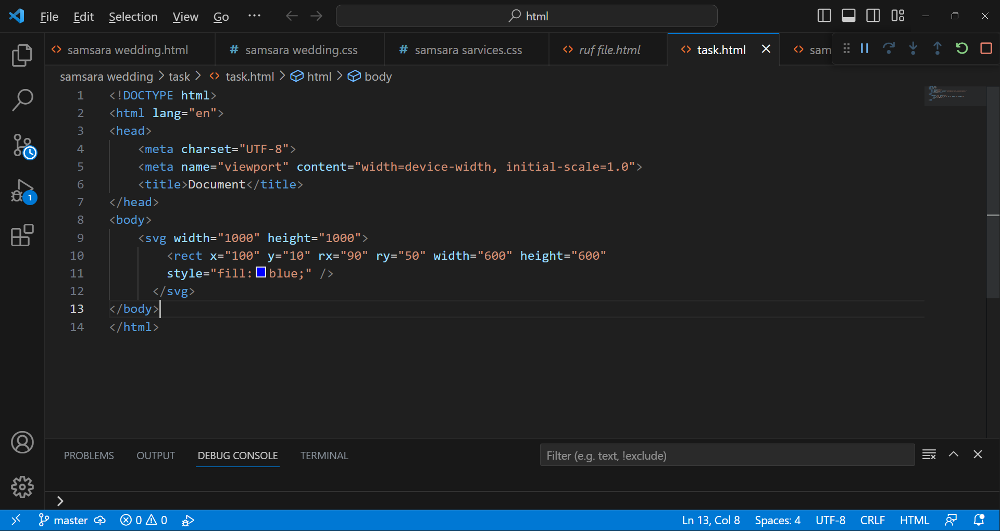 File Edit Selection View Go ··· html
samsara wedding.html # samsara wedding.css # samsara sarvices.css ruf file.html task.html sam
samsara wedding > task > task.html > html > body
1 <!DOCTYPE html>
2 <html lang="en">
3 <head>
4 <meta charset="UTF-8">
5 <meta name="viewport" content="width=device-width, initial-scale=1.0">
6 <title>Document</title>
7 </head>
8 <body>
9 <svg width="1000" height="1000">
10 <rect x="100" y="10" rx="90" ry="50" width="600" height="600"
11 style="fill:blue;" />
12 </svg>
13 </body>
14 </html>
1
PROBLEMS OUTPUT DEBUG CONSOLE TERMINAL Filter (e.g. text, !exclude)
>
master 0 0 Ln 13, Col 8 Spaces: 4 UTF-8 CRLF HTML